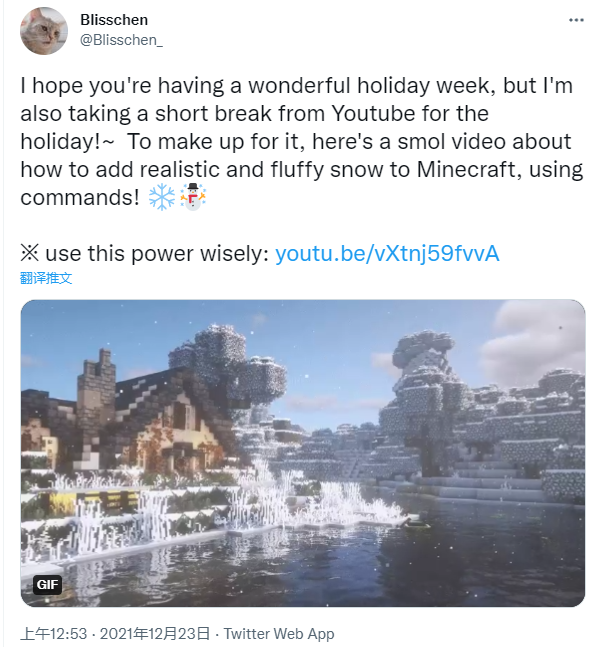 Blisschen
@Blisschen_
I hope you're having a wonderful holiday week, but I'm
also taking a short break from Youtube for the
holiday!~ To make up for it, here's a smol video about
how to add realistic and fluffy snow to Minecraft, using
commands! ❄️☃️
※ use this power wisely: youtu.be/vXtnj59fvvA
翻译推文
GIF
上午12:53 · 2021年12月23日 · Twitter Web App